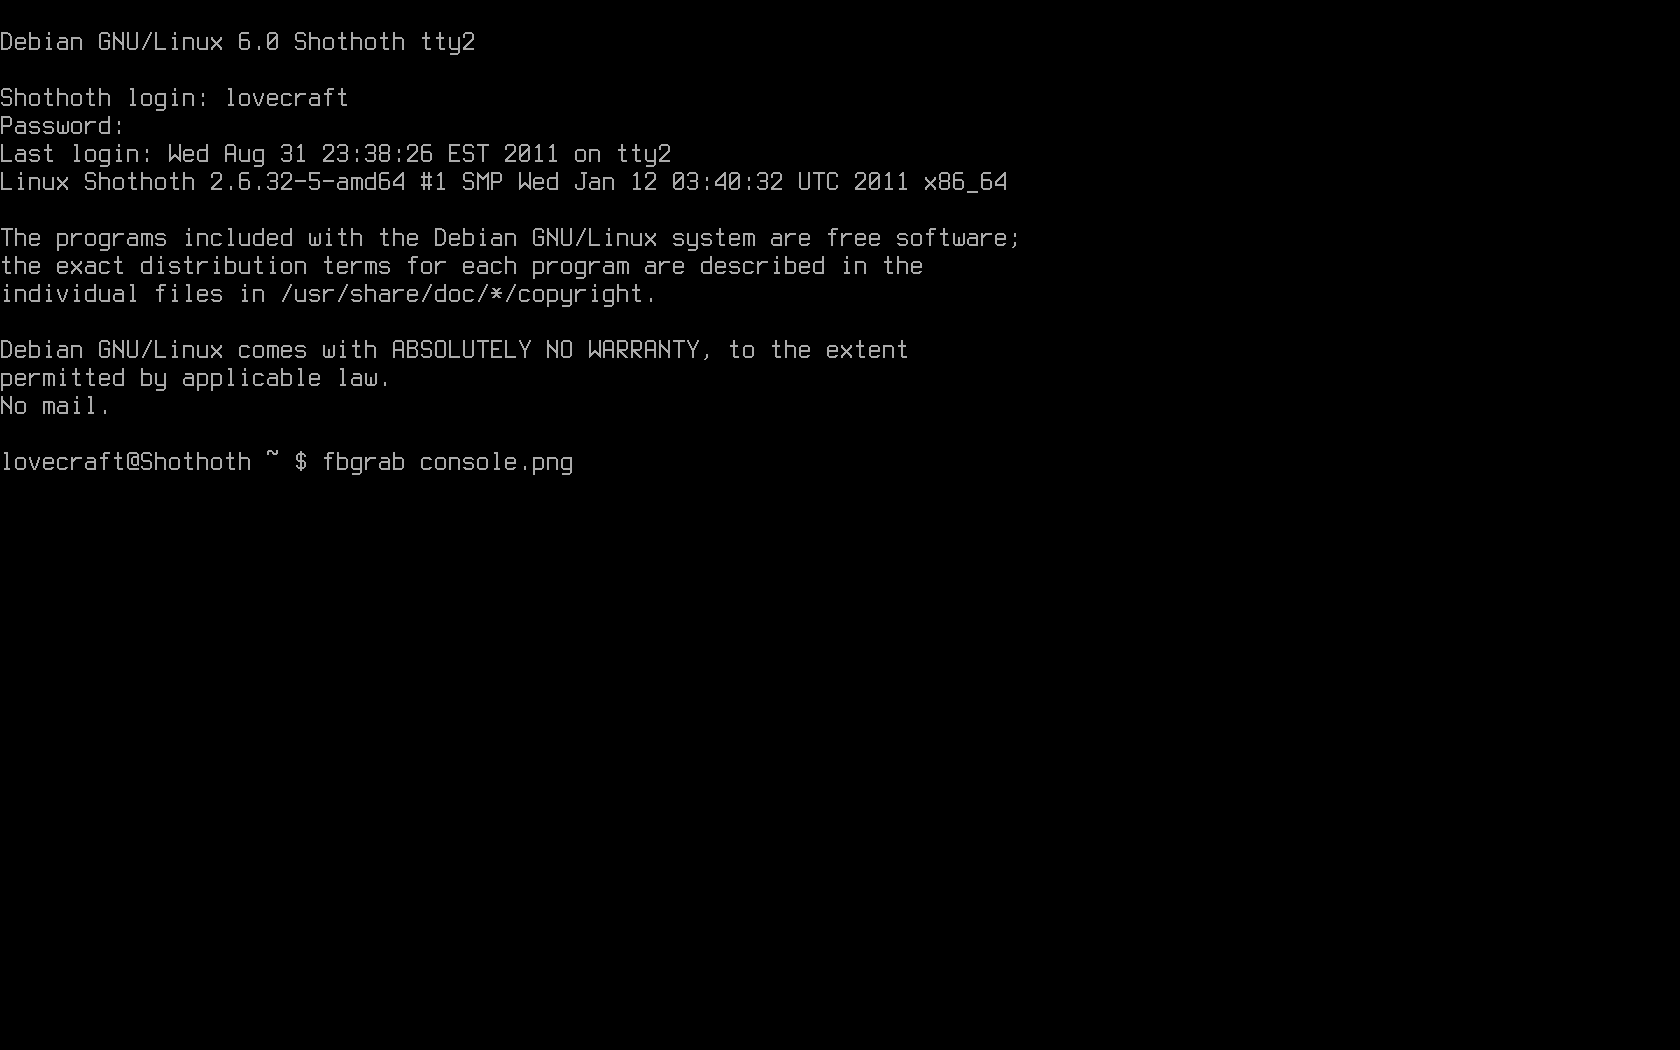 Debian GNU/Linux 6.0 Shothoth tty2
Shothoth login: lovecraft
Password:
Last login: Wed Aug 31 23:38:26 EST 2011 on tty2
Linux Shothoth 2.6.32-5-amd64 #1 SMP Wed Jan 12 03:40:32 UTC 2011 x86_64
The programs included with the Debian GNU/Linux system are free software;
the exact distribution terms for each program are described in the
individual files in /usr/share/doc/*/copyright.
Debian GNU/Linux comes with ABSOLUTELY NO WARRANTY, to the extent
permitted by applicable law.
No mail.
lovecraft@Shothoth ~ $ fbgrab console.png